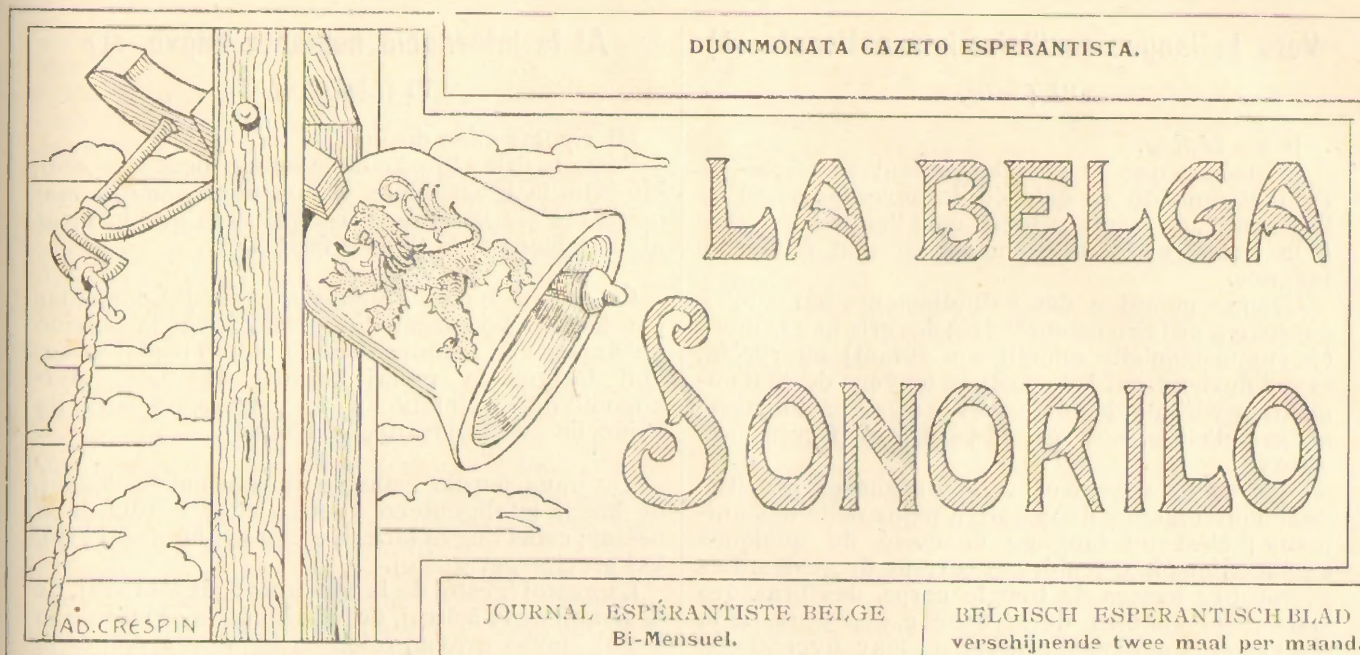 DUONMONATA GAZETO ESPERANTISTA.
LA BELGA
SONORILO
AD. CRESPIN
JOURNAL ESPÉRANTISTE BELGE
Bi-Mensuel.
BELGISCH ESPERANTISCH BLAD
verschijnende twee maal per maand.